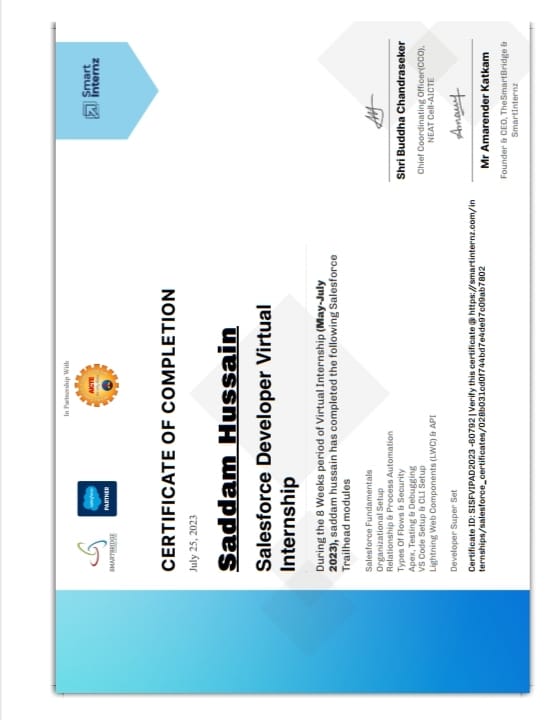 In Partnership With
SMARTBRIDGE
salesforce
PARTNER
AICTE
Smart
Internz
CERTIFICATE OF COMPLETION
July 25, 2023
Saddam Hussain
Salesforce Developer Virtual
Internship
During the 8 Weeks period of Virtual Internship (May-July
2023), saddam hussain has completed the following Salesforce
Trailhead modules
Salesforce Fundamentals
Organizational Setup
Relationship & Process Automation
Types Of Flows & Security
Apex, Testing & Debugging
VS Code Setup & CLI Setup
Lightning Web Components (LWC) & API
Developer Super Set
Certificate ID: SISFVIPAD2023-60792 | Verify this certificate @ https://smartinternz.com/in
ternships/salesforce_certificates/028b031cd0f744bd7e4de97c09ab7802
Shri Buddha Chandraseker
Chief Coordinating Officer(CCO),
NEAT Cell-AICTE
Mr Amarender Katkam
Founder & CEO, TheSmartBridge &
SmartInternz